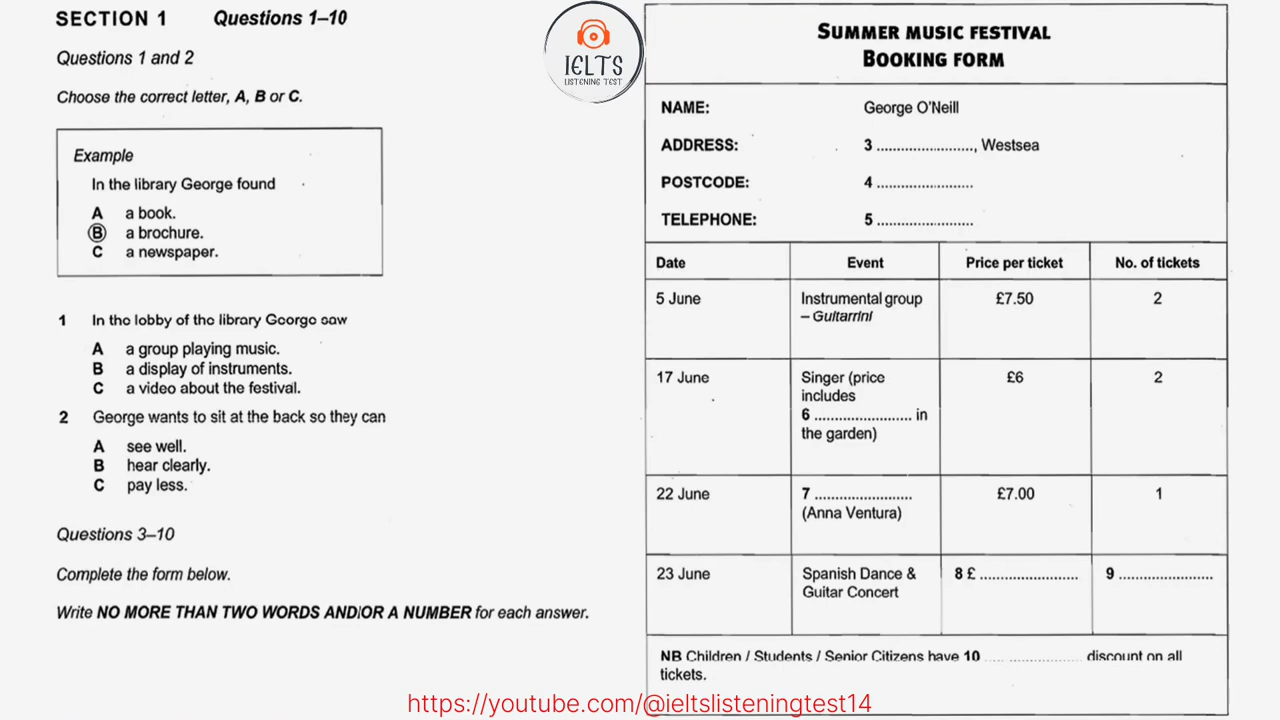 SECTION 1 Questions 1–10
Questions 1 and 2
Choose the correct letter, A, B or C.
Example
In the library George found
A a book.
B a brochure.
C a newspaper.
1 In the lobby of the library George saw
A a group playing music.
B a display of instruments.
C a video about the festival.
2 George wants to sit at the back so they can
A see well.
B hear clearly.
C pay less.
Questions 3–10
Complete the form below.
Write NO MORE THAN TWO WORDS AND/OR A NUMBER for each answer.
IELTS
LISTENING TEST
SUMMER MUSIC FESTIVAL
BOOKING FORM
NAME: George O'Neill
ADDRESS: 3 ........................, Westsea
POSTCODE: 4 ........................
TELEPHONE: 5 ........................
Date Event Price per ticket No. of tickets
5 June Instrumental group £7.50 2
– Guitarrini
17 June Singer (price £6 2
includes
6 ........................ in
the garden)
22 June 7 ........................ £7.00 1
(Anna Ventura)
23 June Spanish Dance & 8 £ ........................ 9 ........................
Guitar Concert
NB Children / Students / Senior Citizens have 10 ........................ discount on all
tickets.
https://youtube.com/@ieltslisteningtest14